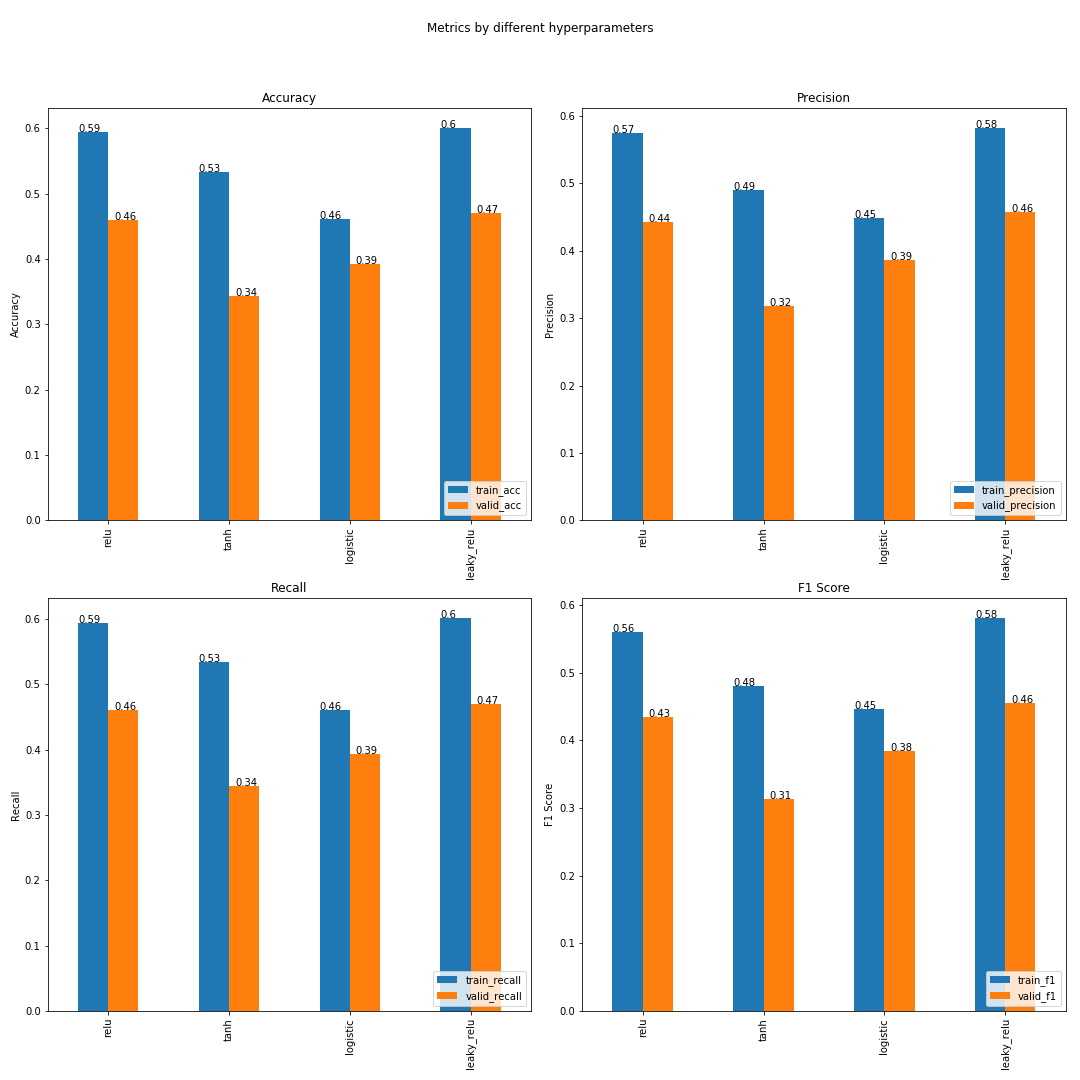 Metrics by different hyperparameters
Accuracy
Accuracy
0.6
0.5
0.4
0.3
0.2
0.1
0.0
0.59
0.46
0.53
0.34
0.46
0.39
0.6
0.47
train_acc
valid_acc
relu
tanh
logistic
leaky_relu
Precision
Precision
0.6
0.5
0.4
0.3
0.2
0.1
0.0
0.57
0.44
0.49
0.32
0.45
0.39
0.58
0.46
train_precision
valid_precision
relu
tanh
logistic
leaky_relu
Recall
Recall
0.6
0.5
0.4
0.3
0.2
0.1
0.0
0.59
0.46
0.53
0.34
0.46
0.39
0.6
0.47
train_recall
valid_recall
relu
tanh
logistic
leaky_relu
F1 Score
F1 Score
0.6
0.5
0.4
0.3
0.2
0.1
0.0
0.56
0.43
0.48
0.31
0.45
0.38
0.58
0.46
train_f1
valid_f1
relu
tanh
logistic
leaky_relu